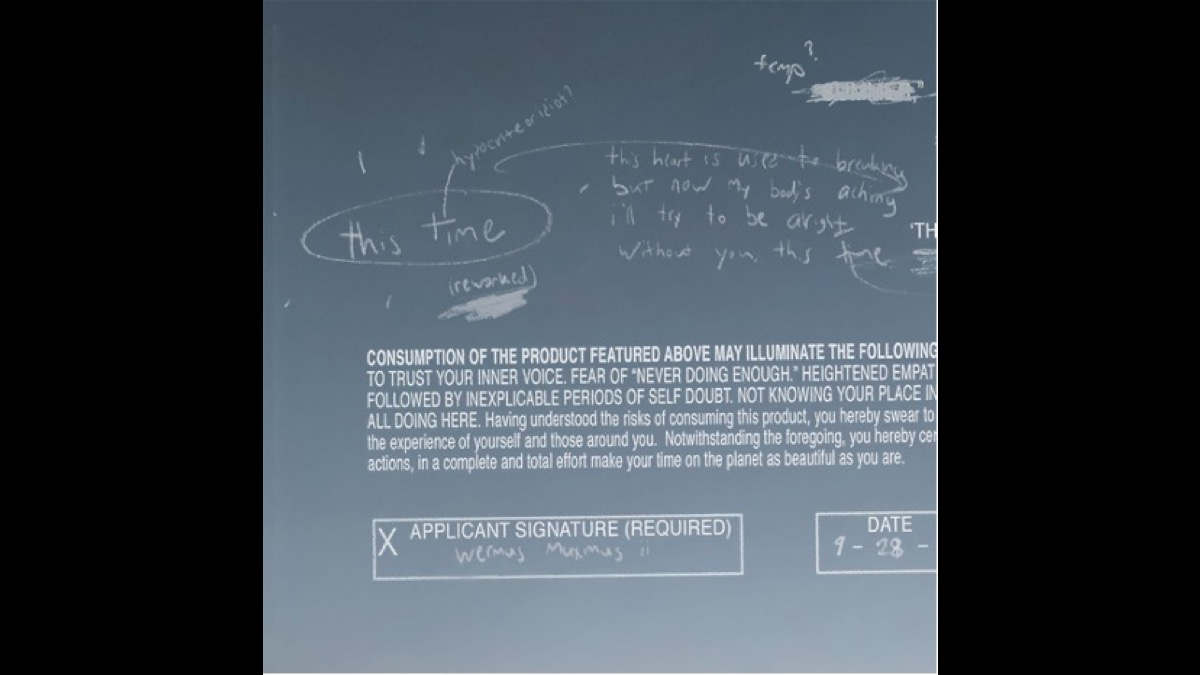 temp?
hypocrite or idiot?
this heart is used to breaking
but now my body's aching
i'll try to be alright
without you, this time
this time
'TH
(reworked)
CONSUMPTION OF THE PRODUCT FEATURED ABOVE MAY ILLUMINATE THE FOLLOWING
TO TRUST YOUR INNER VOICE. FEAR OF “NEVER DOING ENOUGH.” HEIGHTENED EMPAT
FOLLOWED BY INEXPLICABLE PERIODS OF SELF DOUBT. NOT KNOWING YOUR PLACE IN
ALL DOING HERE. Having understood the risks of consuming this product, you hereby swear to
the experience of yourself and those around you. Notwithstanding the foregoing, you hereby cer
actions, in a complete and total effort make your time on the planet as beautiful as you are.
X APPLICANT SIGNATURE (REQUIRED)
DATE
9 - 28 -